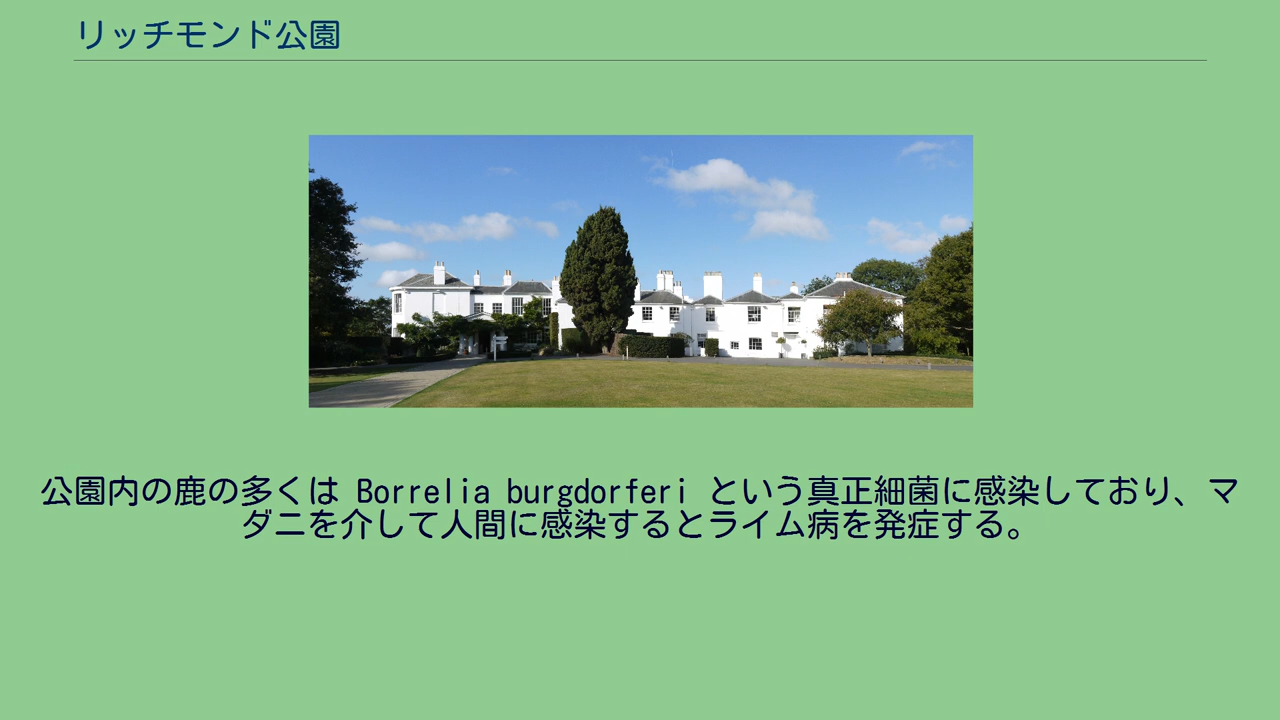 リッチモンド公園
公園内の鹿の多くは Borrelia burgdorferi という真正細菌に感染しており、マ
ダニを介して人間に感染するとライム病を発症する。